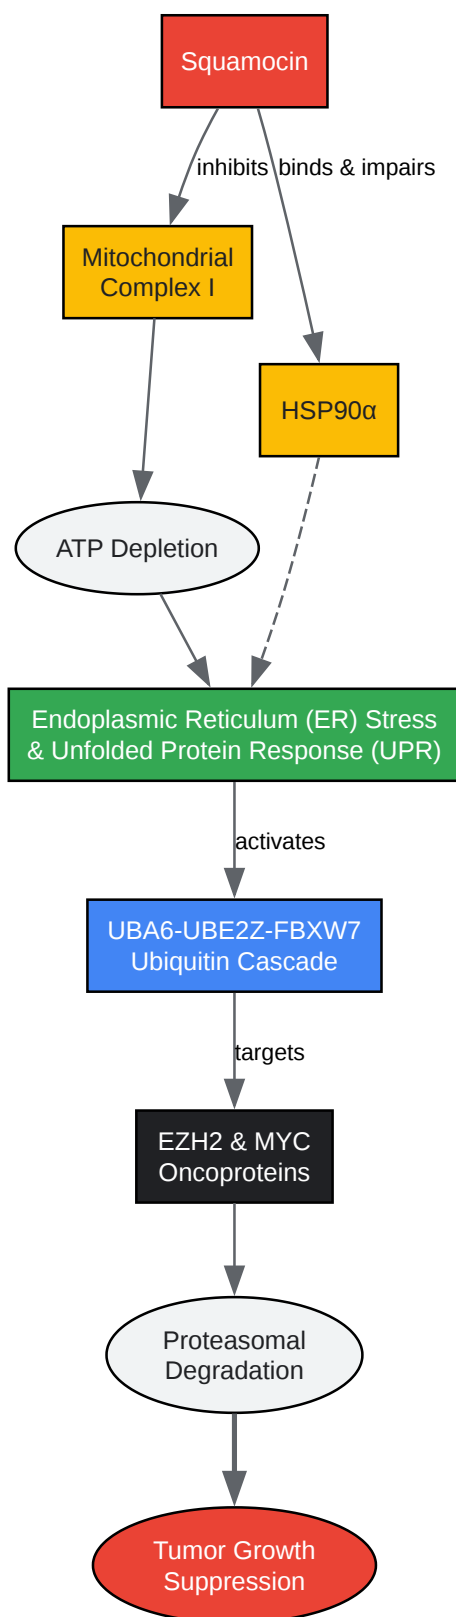 Squamocin
inhibits
binds & impairs
Mitochondrial
Complex I
HSP90α
ATP Depletion
Endoplasmic Reticulum (ER) Stress
& Unfolded Protein Response (UPR)
activates
UBA6-UBE2Z-FBXW7
Ubiquitin Cascade
targets
EZH2 & MYC
Oncoproteins
Proteasomal
Degradation
Tumor Growth
Suppression